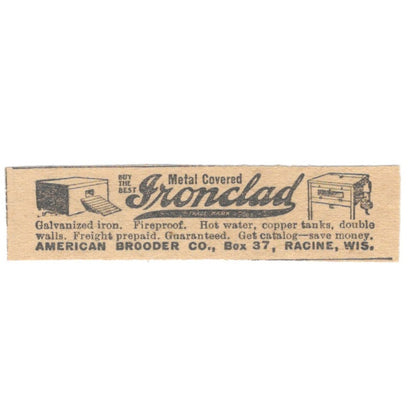 BUY THE BEST
Metal Covered
Ironclad
TRADE MARK
Galvanized iron. Fireproof. Hot water, copper tanks, double
walls. Freight prepaid. Guaranteed. Get catalog—save money.
AMERICAN BROODER CO., Box 37, RACINE, WIS.